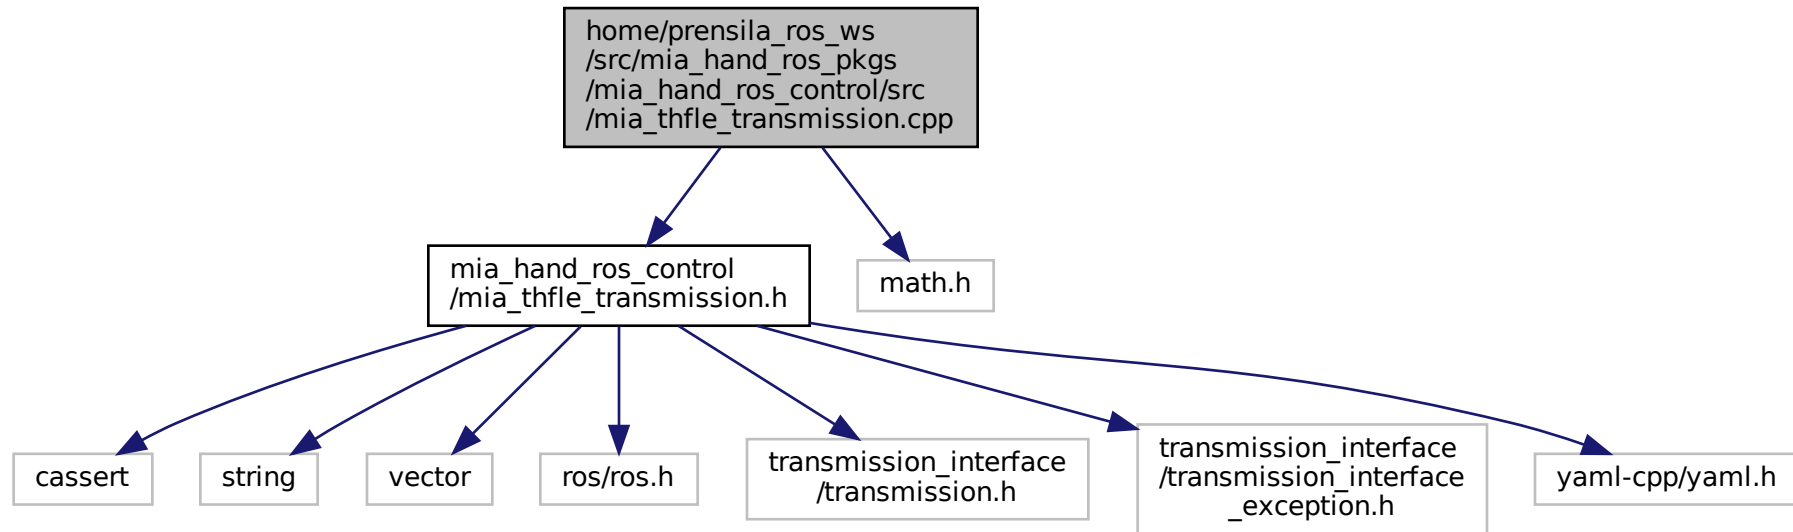 home/prensila_ros_ws
/src/mia_hand_ros_pkgs
/mia_hand_ros_control/src
/mia_thfle_transmission.cpp
mia_hand_ros_control
/mia_thfle_transmission.h
math.h
cassert
string
vector
ros/ros.h
transmission_interface
/transmission.h
transmission_interface
/transmission_interface
_exception.h
yaml-cpp/yaml.h